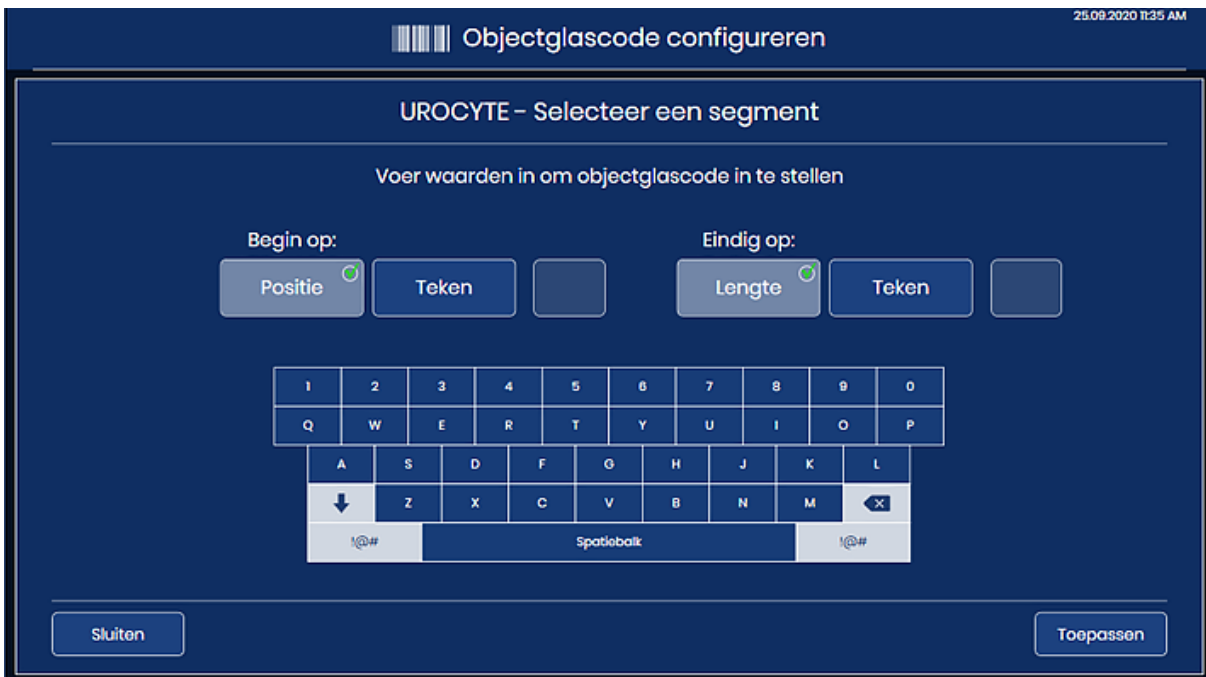 25.09.2020 11:35 AM
Objectglascode configureren
UROCYTE - Selecteer een segment
Voer waarden in om objectglascode in te stellen
Begin op: Eindig op:
Positie Teken Lengte Teken
1 2 3 4 5 6 7 8 9 0
Q W E R T Y U I O P
A S D F G H J K L
Z X C V B N M
!@# Spatiebalk !@#
Sluiten Toepassen